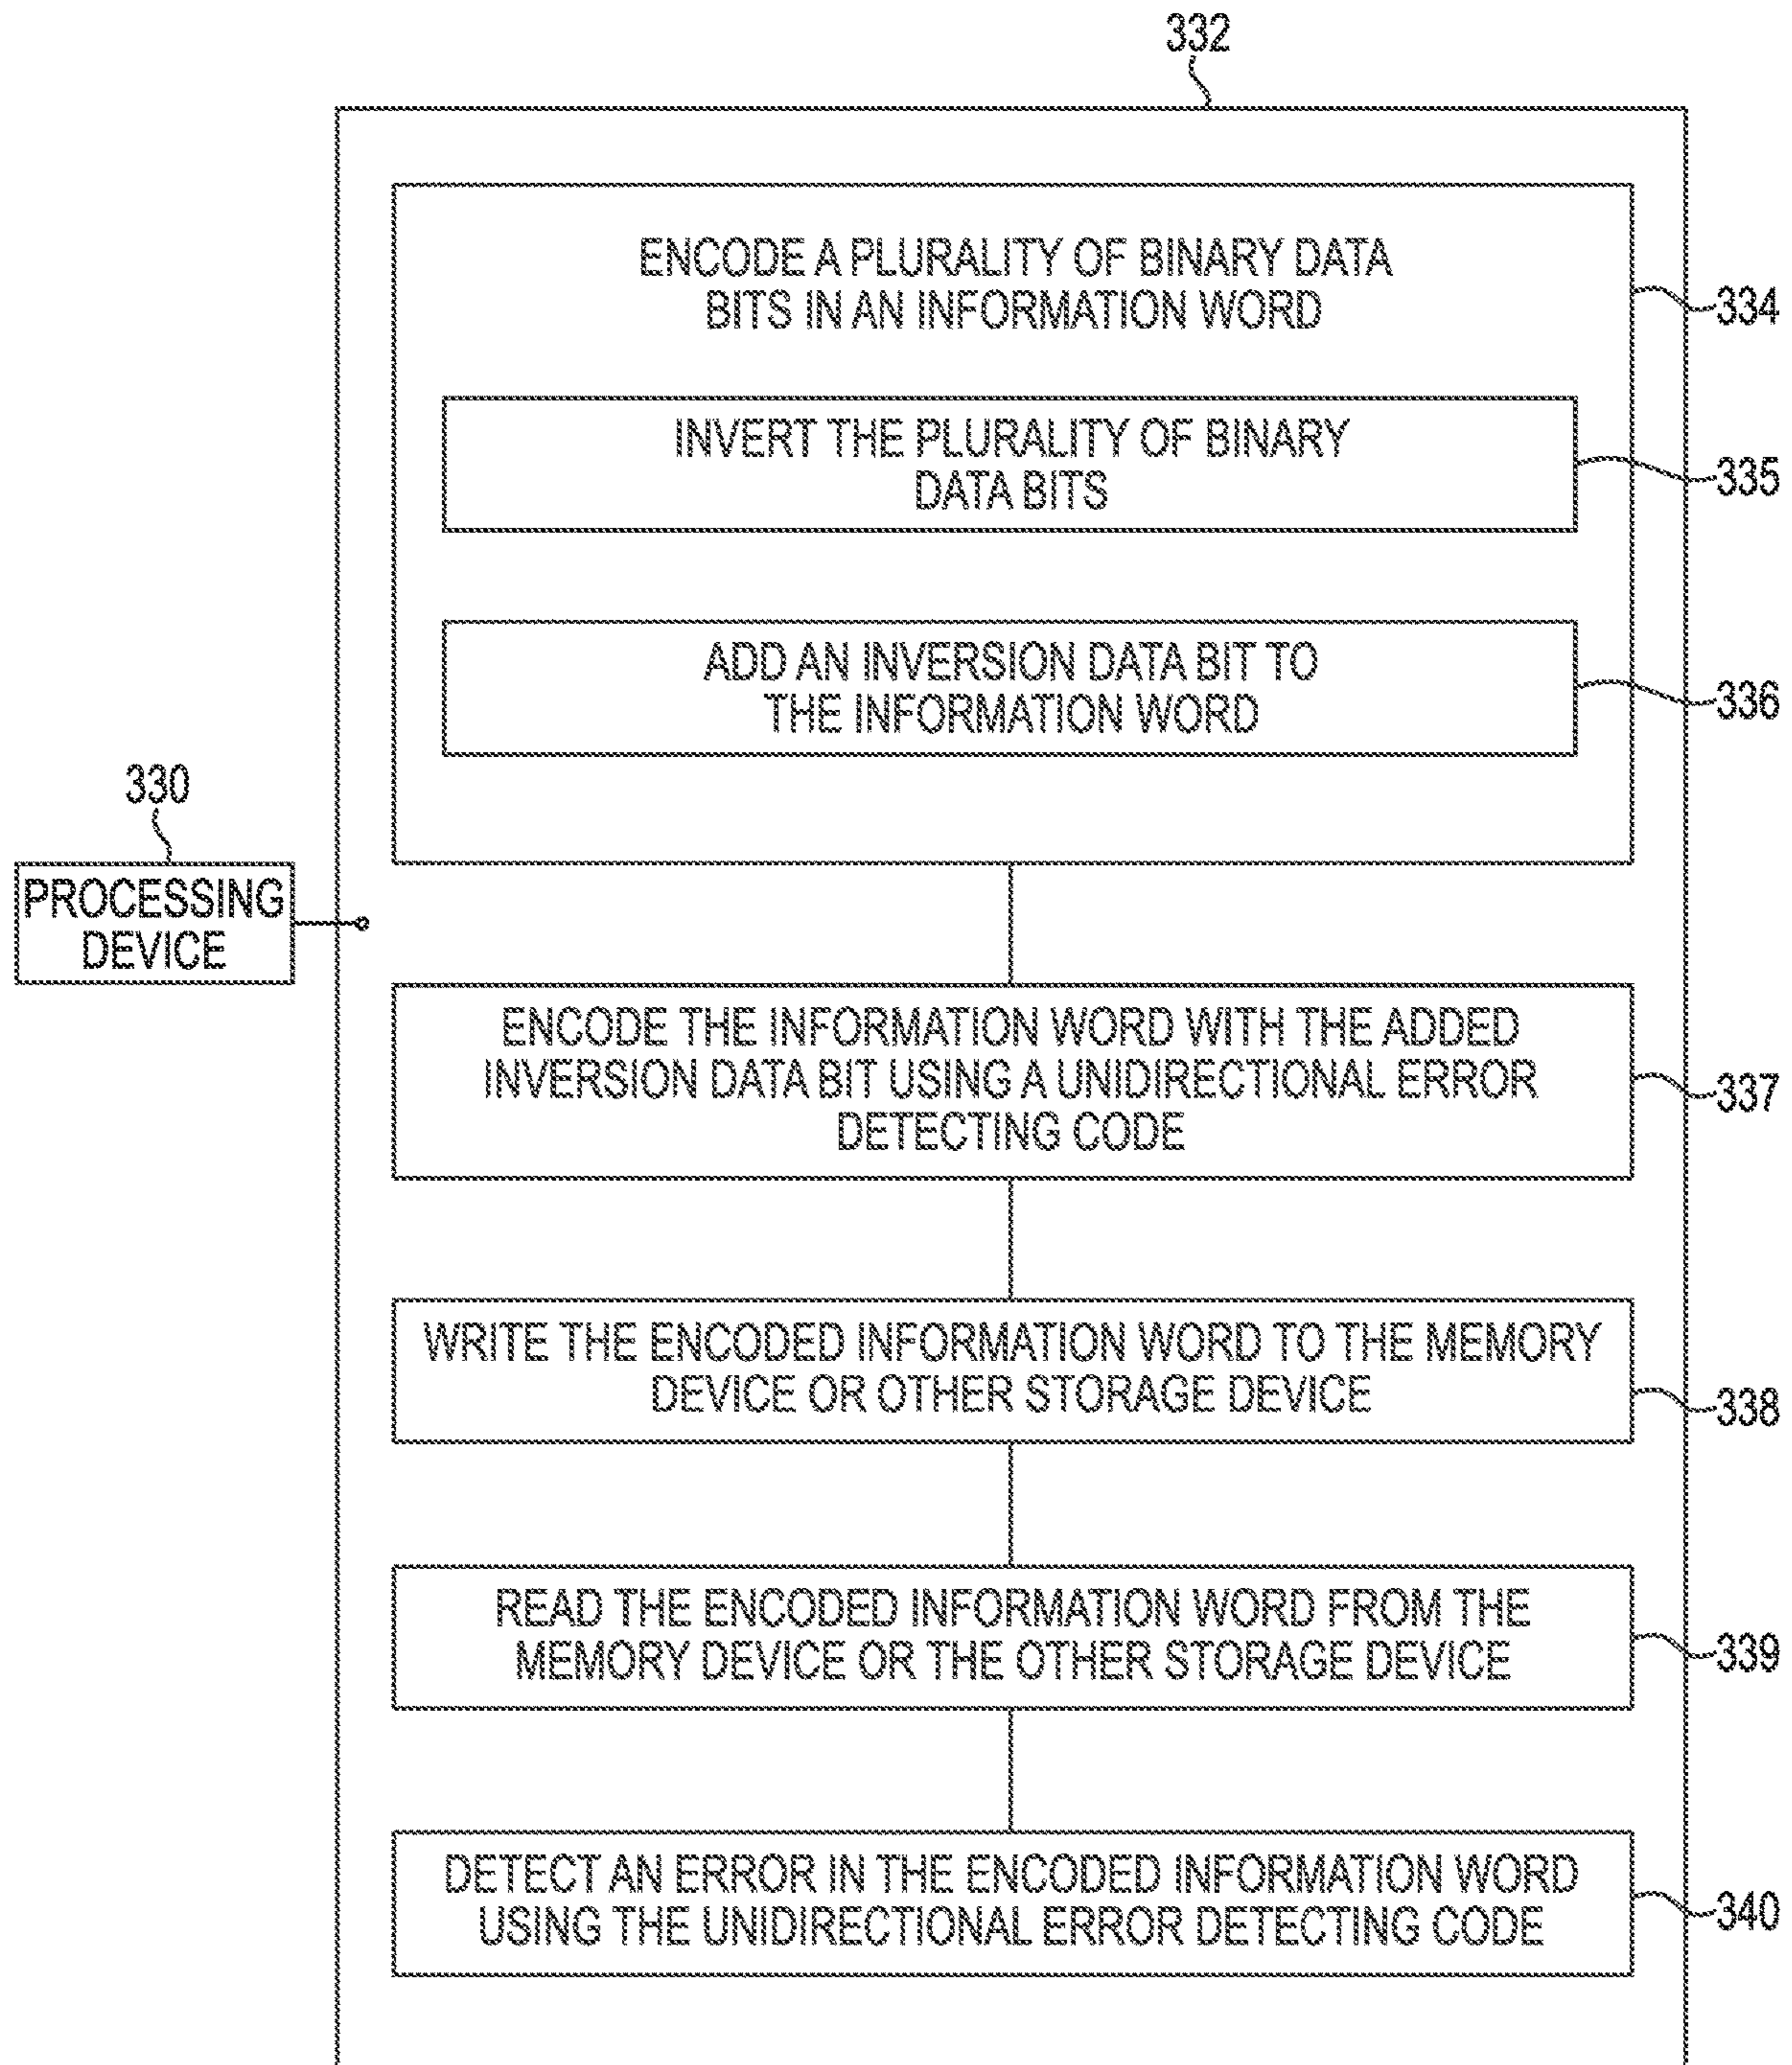 332
ENCODE A PLURALITY OF BINARY DATA
BITS IN AN INFORMATION WORD
334
INVERT THE PLURALITY OF BINARY
DATA BITS
335
ADD AN INVERSION DATA BIT TO
THE INFORMATION WORD
336
330
PROCESSING
DEVICE
ENCODE THE INFORMATION WORD WITH THE ADDED
INVERSION DATA BIT USING A UNIDIRECTIONAL ERROR
DETECTING CODE
337
WRITE THE ENCODED INFORMATION WORD TO THE MEMORY
DEVICE OR OTHER STORAGE DEVICE
338
READ THE ENCODED INFORMATION WORD FROM THE
MEMORY DEVICE OR THE OTHER STORAGE DEVICE
339
DETECT AN ERROR IN THE ENCODED INFORMATION WORD
USING THE UNIDIRECTIONAL ERROR DETECTING CODE
340